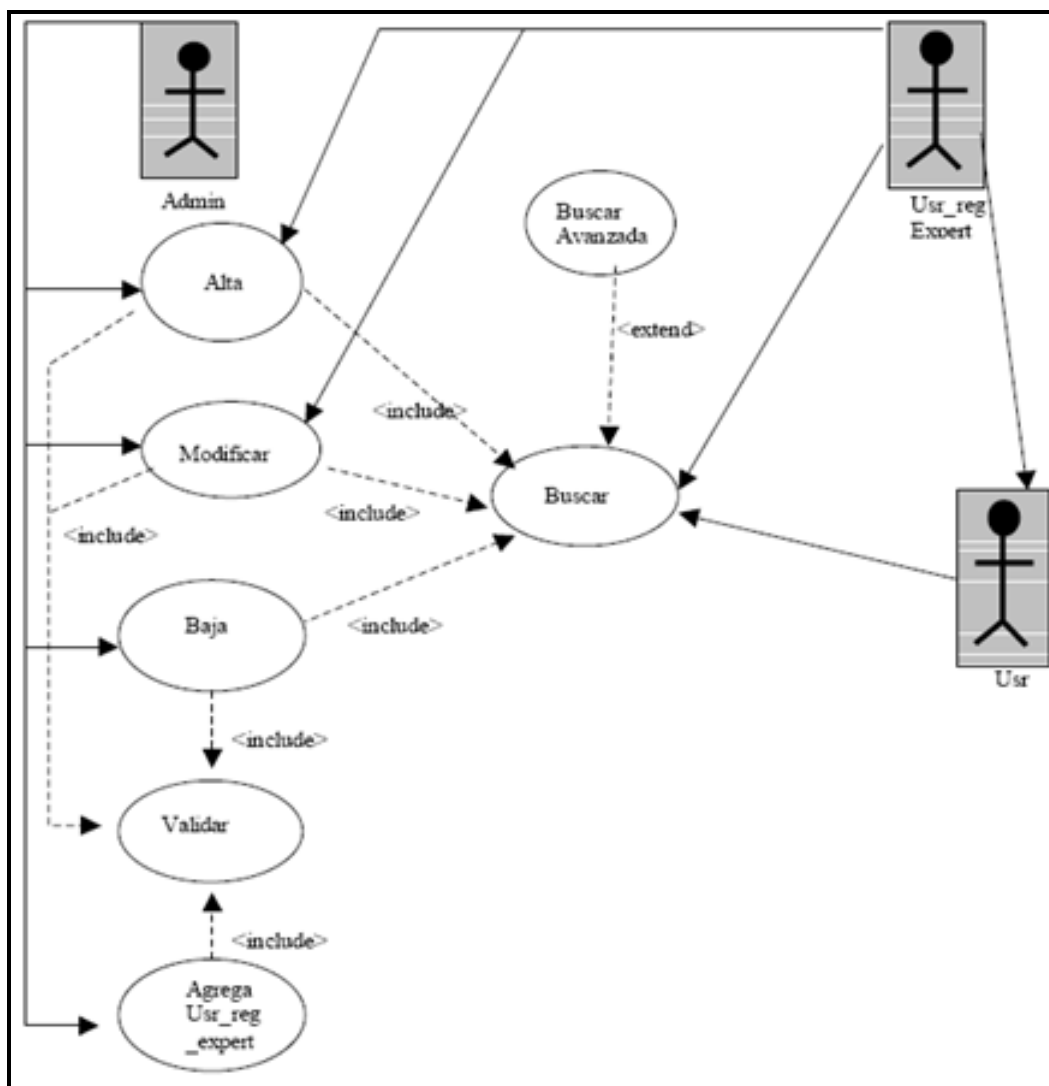 Admin
Usr_reg
Exoert
Buscar
Avanzada
Alta
<extend>
<include>
Modificar
Buscar
<include>
<include>
Baja
<include>
Usr
<include>
Validar
<include>
Agrega
Usr_reg
_expert